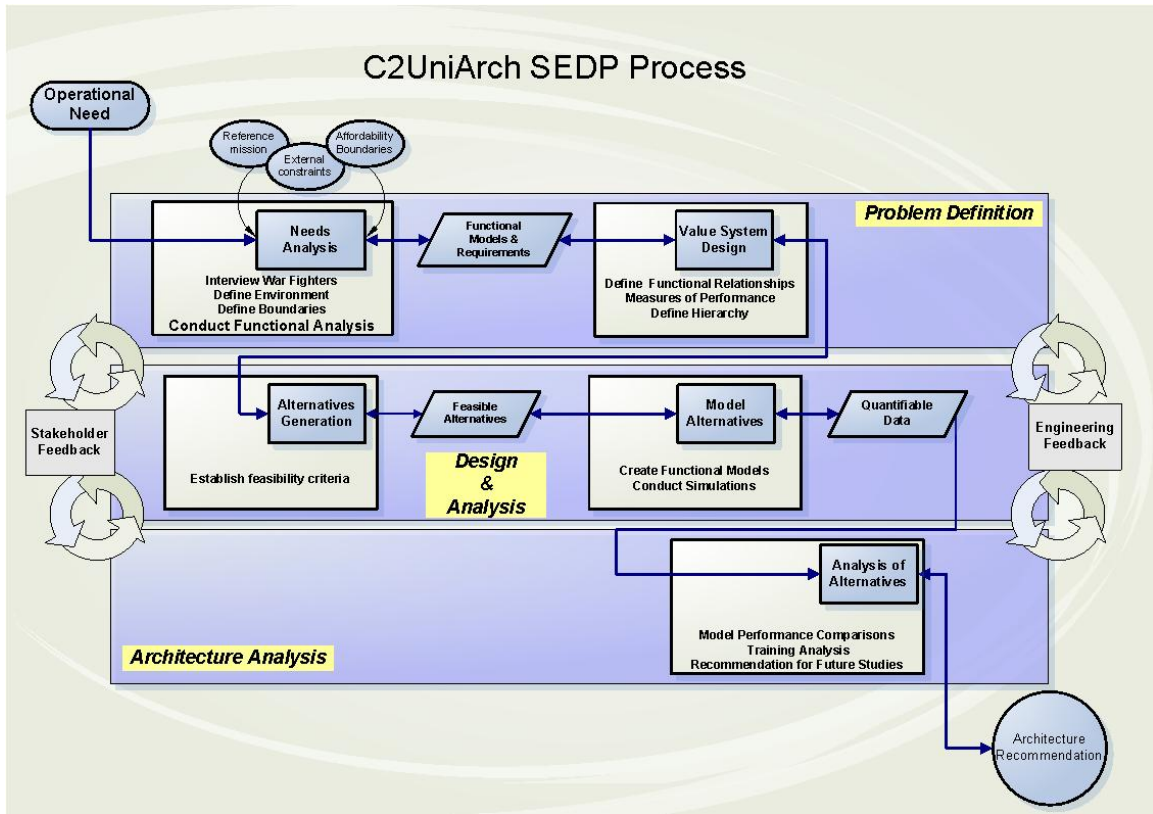 C2UniArch SEDP Process
Operational
Need
Reference
mission
External
constraints
Affordability
Boundaries
Problem Definition
Needs
Analysis
Interview War Fighters
Define Environment
Define Boundaries
Conduct Functional Analysis
Functional
Models &
Requirements
Value System
Design
Define Functional Relationships
Measures of Performance
Define Hierarchy
Stakeholder
Feedback
Alternatives
Generation
Establish feasibility criteria
Feasible
Alternatives
Design
&
Analysis
Model
Alternatives
Create Functional Models
Conduct Simulations
Quantifiable
Data
Engineering
Feedback
Analysis of
Alternatives
Model Performance Comparisons
Training Analysis
Recommendation for Future Studies
Architecture Analysis
Architecture
Recommendation